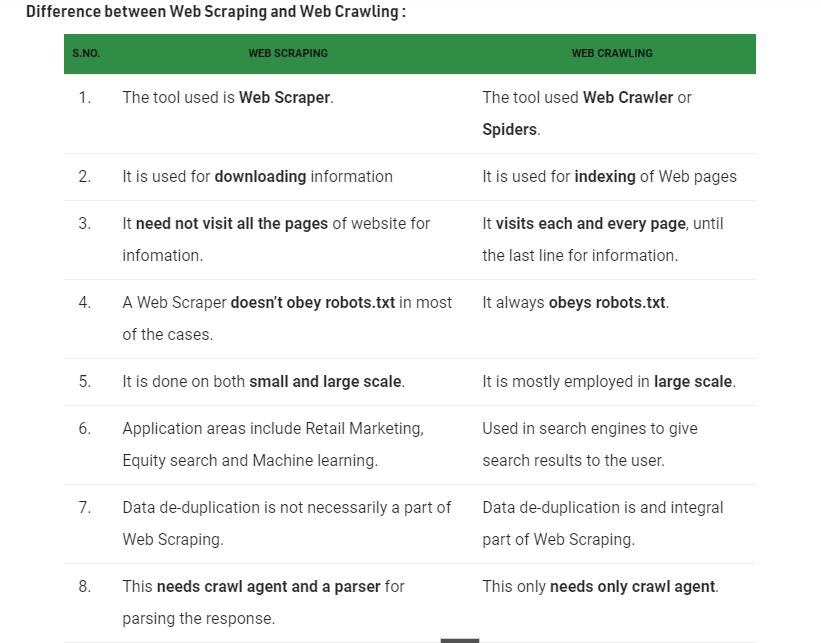 Difference between Web Scraping and Web Crawling :
S.NO. WEB SCRAPING WEB CRAWLING
1. The tool used is Web Scraper. The tool used Web Crawler or
Spiders.
2. It is used for downloading information It is used for indexing of Web pages
3. It need not visit all the pages of website for It visits each and every page, until
infomation. the last line for information.
4. A Web Scraper doesn't obey robots.txt in most It always obeys robots.txt.
of the cases.
5. It is done on both small and large scale. It is mostly employed in large scale.
6. Application areas include Retail Marketing, Used in search engines to give
Equity search and Machine learning. search results to the user.
7. Data de-duplication is not necessarily a part of Data de-duplication is and integral
Web Scraping. part of Web Scraping.
8. This needs crawl agent and a parser for This only needs only crawl agent.
parsing the response.